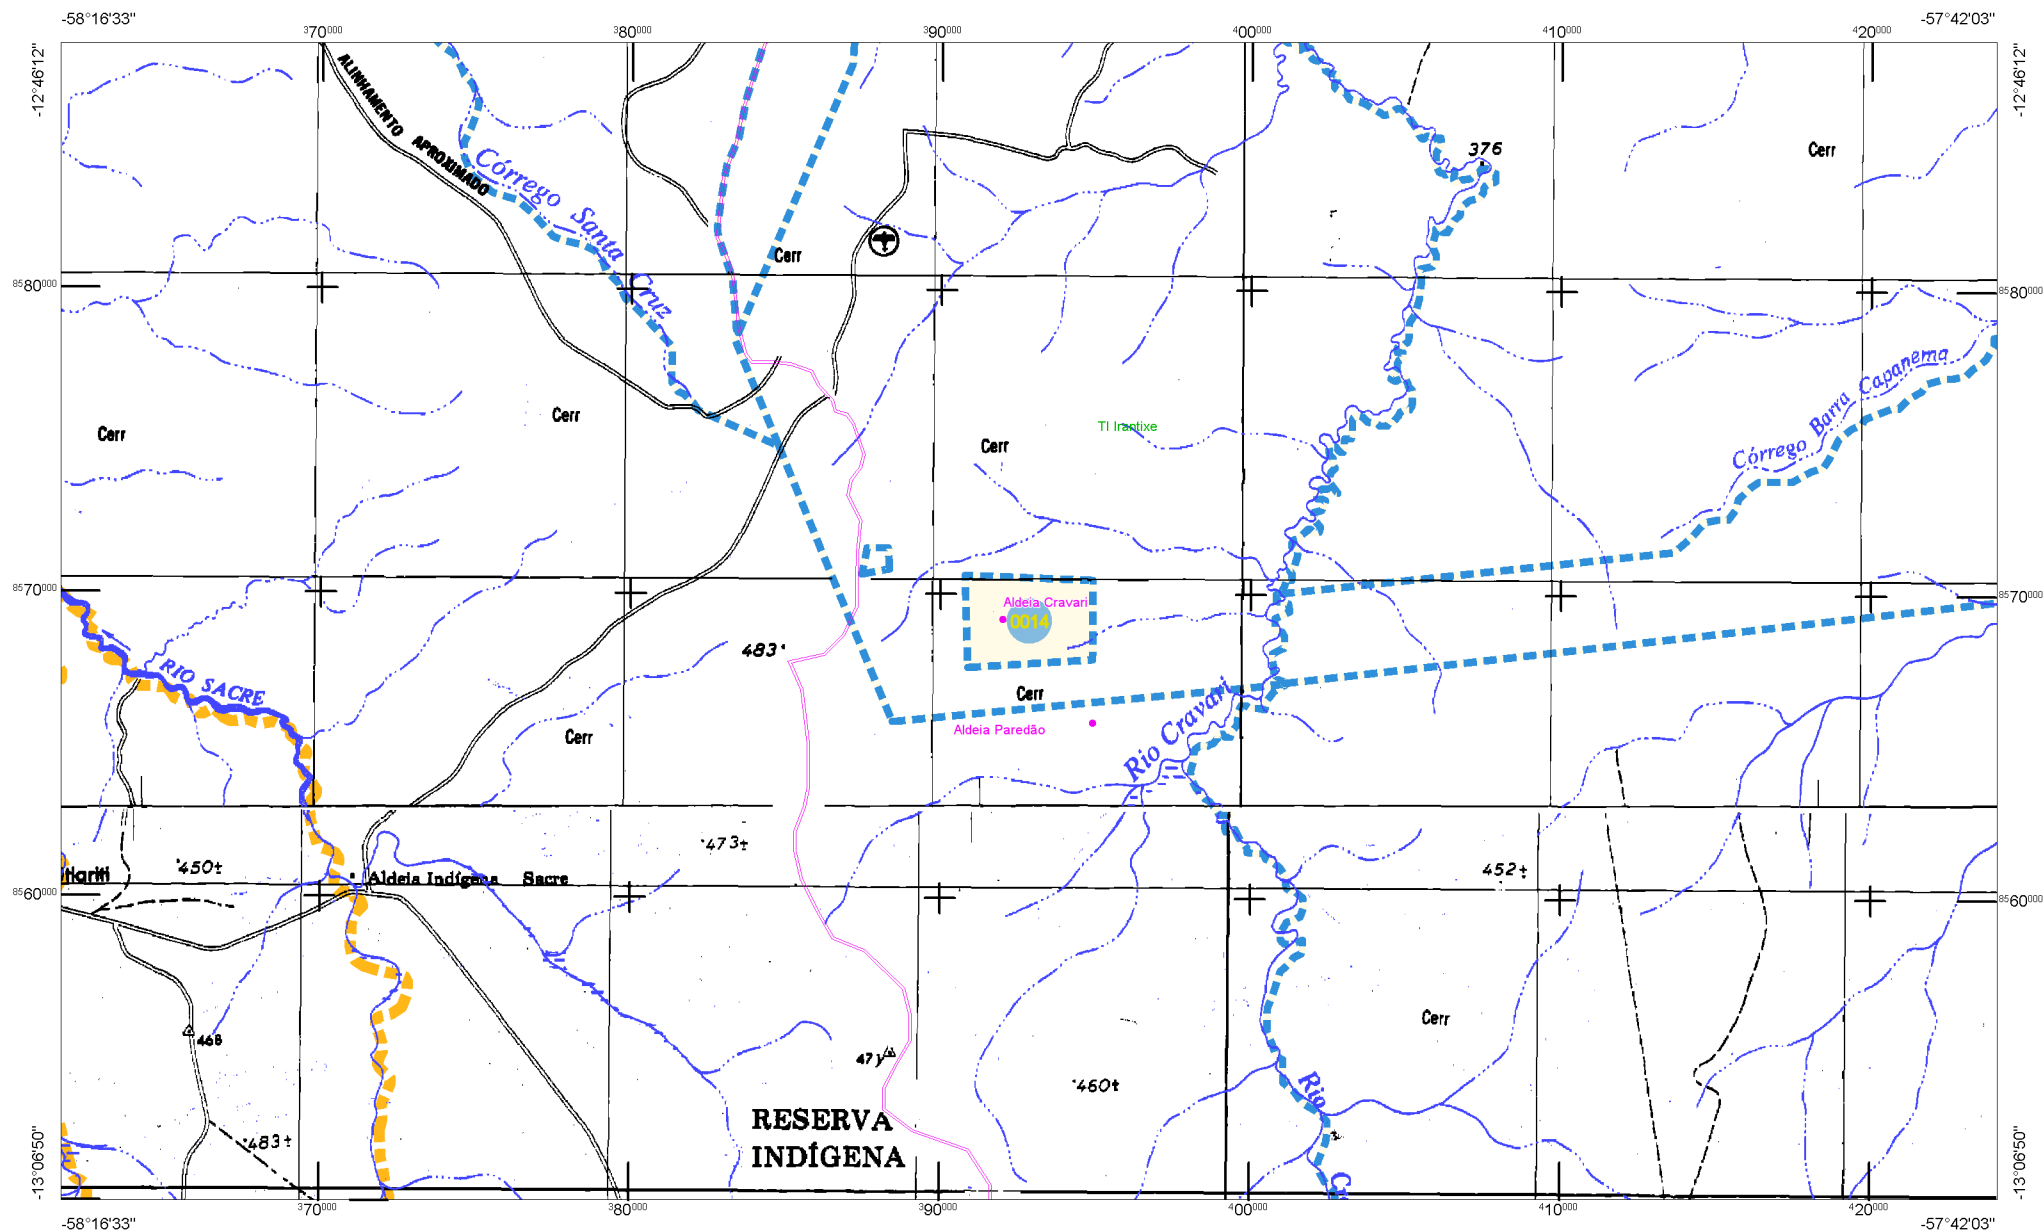 -58°16'33"
-57°42'03"
370000
380000
390000
400000
410000
420000
-12°46'12"
-12°46'12"
ALINHAMENTO APROXIMADO
Córrego Santa Cruz
376
Cerr
Cerr
8580000
8580000
Córrego Barra Capanema
Cerr
Cerr
TI Irantixe
Cerr
8570000
8570000
Aldeia Cravari
0014
483
RIO SACRE
Cerr
Rio Cravari
Aldeia Paredão
Cerr
473
450
452
Aldeia Indígena Sacre
8560000
8560000
468
Cerr
460
Rio
RESERVA
INDÍGENA
483
Cr
-13°06'50"
-13°06'50"
370000
380000
390000
400000
410000
420000
-58°16'33"
-57°42'03"